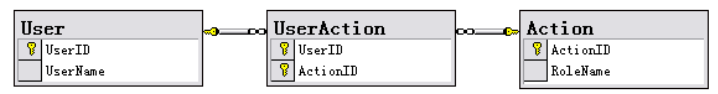 User
UserID
UserName
UserAction
UserID
ActionID
Action
ActionID
RoleName